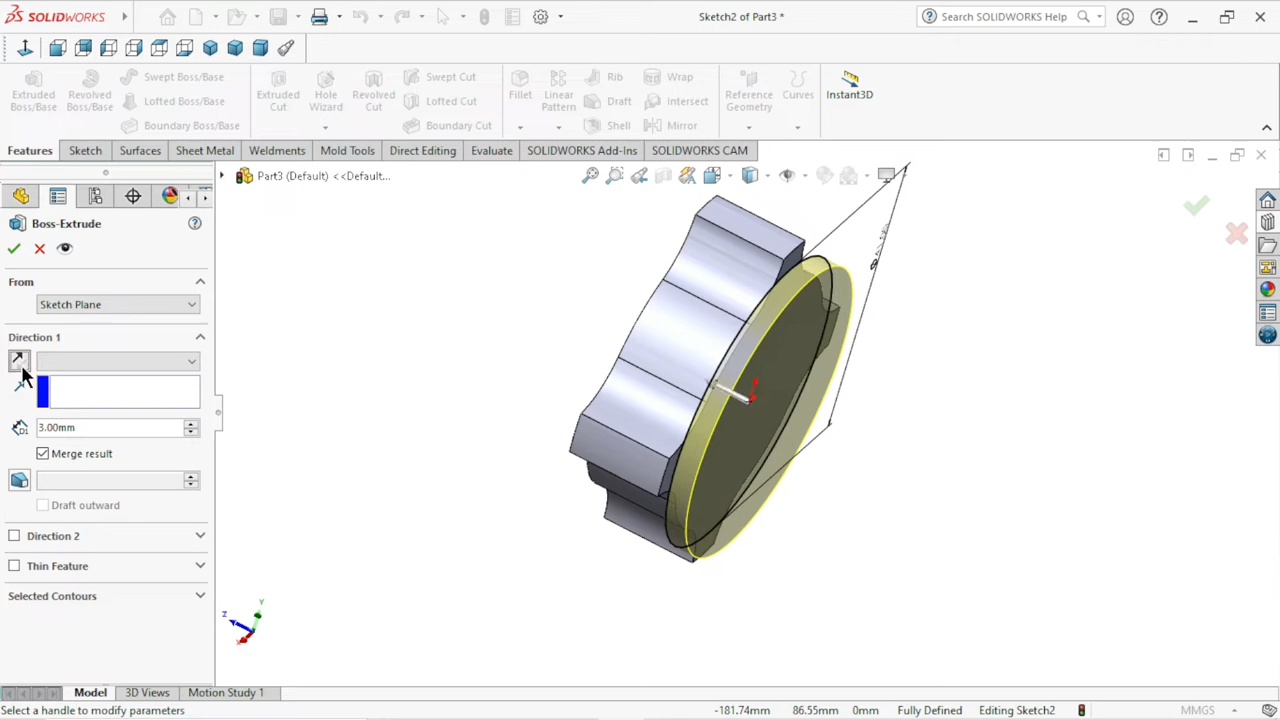 SOLIDWORKS
Sketch2 of Part3 *
Search SOLIDWORKS Help
Extruded Boss/Base
Revolved Boss/Base
Swept Boss/Base
Lofted Boss/Base
Boundary Boss/Base
Extruded Cut
Hole Wizard
Revolved Cut
Swept Cut
Lofted Cut
Boundary Cut
Fillet
Linear Pattern
Rib
Draft
Shell
Wrap
Intersect
Mirror
Reference Geometry
Curves
Instant3D
Features Sketch Surfaces Sheet Metal Weldments Mold Tools Direct Editing Evaluate SOLIDWORKS Add-Ins SOLIDWORKS CAM
Part3 (Default) <<Default...
Boss-Extrude
From
Sketch Plane
Direction 1
3.00mm
Merge result
Draft outward
Direction 2
Thin Feature
Selected Contours
Y
Z
X
Model 3D Views Motion Study 1
Select a handle to modify parameters -181.74mm 86.55mm 0mm Fully Defined Editing Sketch2 MMGS